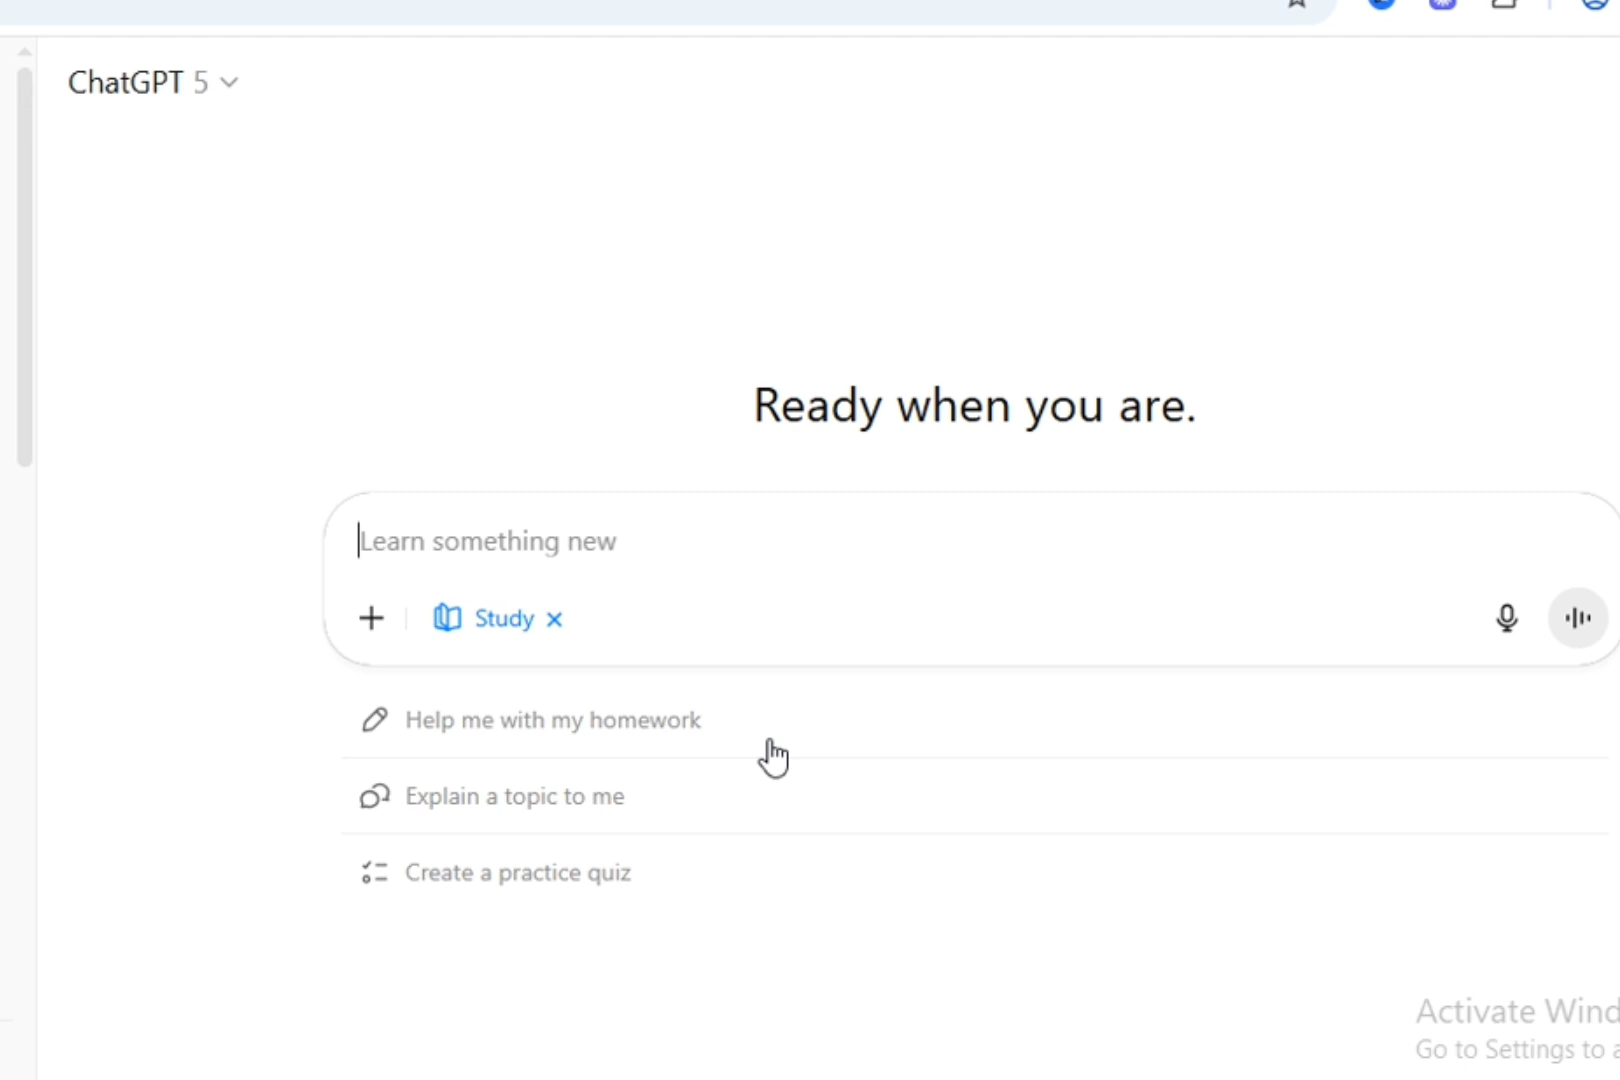 ChatGPT 5
Ready when you are.
Learn something new
Study
Help me with my homework
Explain a topic to me
Create a practice quiz
Activate Wind
Go to Settings to a